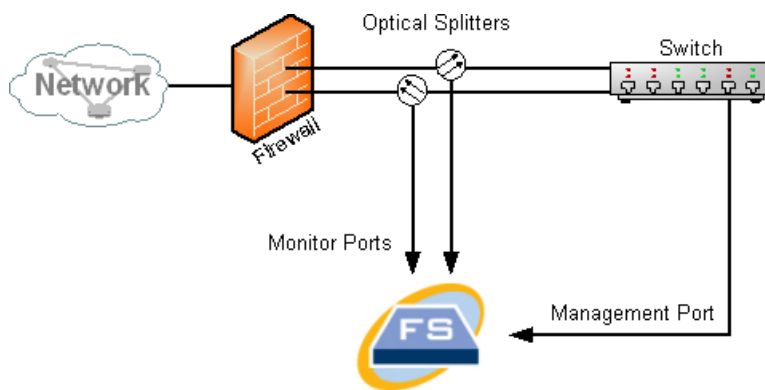 Optical Splitters
Switch
Network
Firewall
Monitor Ports
Management Port
FS